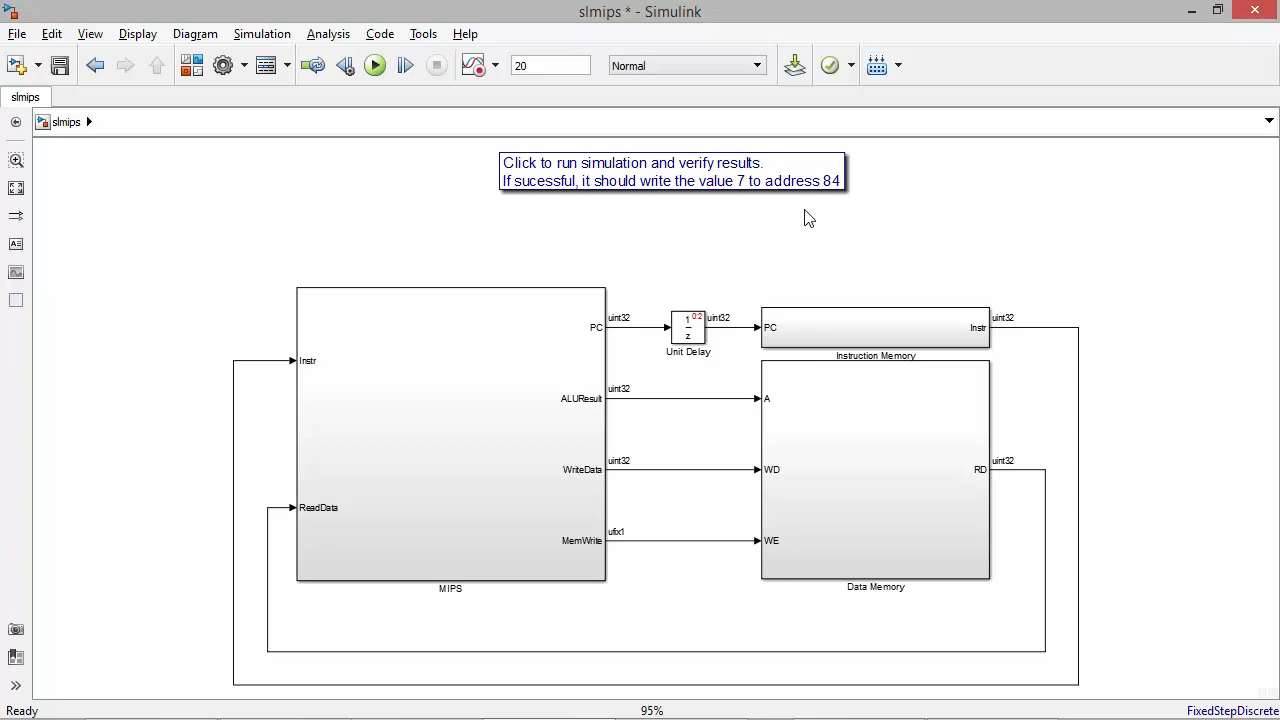 slmips * - Simulink
File Edit View Display Diagram Simulation Analysis Code Tools Help
20 Normal
slmips
slmips
Click to run simulation and verify results.
If sucessful, it should write the value 7 to address 84
PC uint32
1 0:2
z
uint32
Unit Delay
PC Instr uint32
Instruction Memory
Instr
ALUResult uint32 A
WriteData uint32 WD RD uint32
ReadData
MemWrite ufix1 WE
MIPS
Data Memory
Ready 95% FixedStepDiscrete